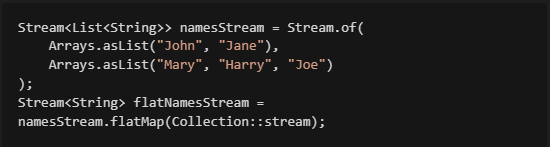 Stream<List<String>> namesStream = Stream.of(
    Arrays.asList("John", "Jane"),
    Arrays.asList("Mary", "Harry", "Joe")
);
Stream<String> flatNamesStream =
namesStream.flatMap(Collection::stream);